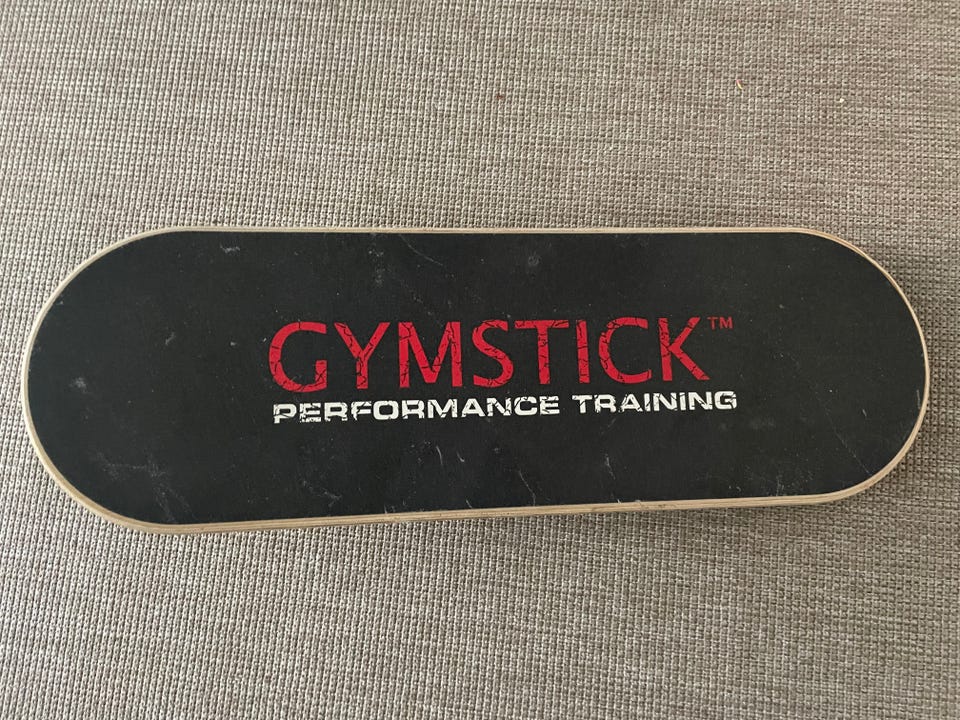 GYMSTICK™
PERFORMANCE TRAINING